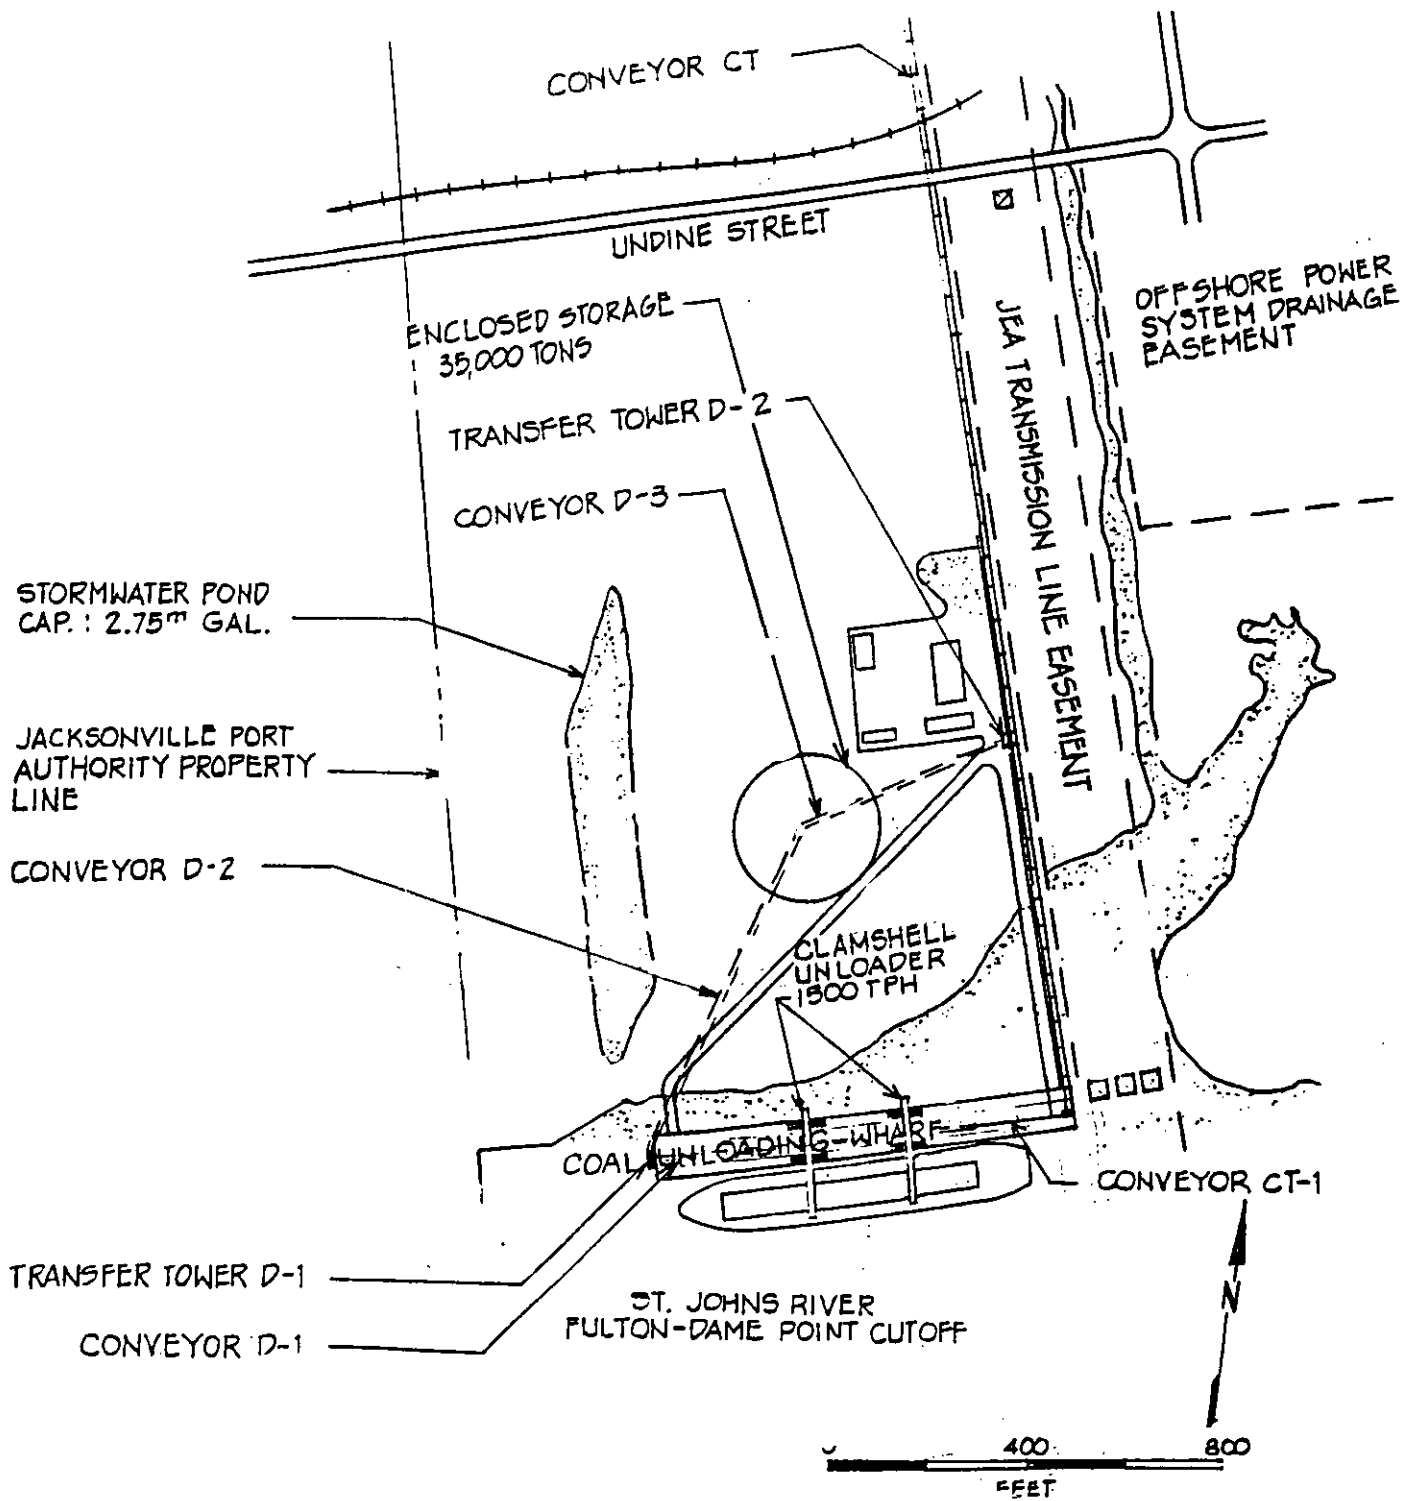 CONVEYOR CT
UNDINE STREET
ENCLOSED STORAGE
35,000 TONS
OFFSHORE POWER
SYSTEM DRAINAGE
EASEMENT
JEA TRANSMISSION LINE EASEMENT
TRANSFER TOWER D-2
CONVEYOR D-3
STORMWATER POND
CAP. : 2.75ᵐ GAL.
JACKSONVILLE PORT
AUTHORITY PROPERTY
LINE
CONVEYOR D-2
CLAMSHELL
UNLOADER
1500 TPH
COAL UNLOADING-WHARF
CONVEYOR CT-1
TRANSFER TOWER D-1
CONVEYOR D-1
ST. JOHNS RIVER
FULTON-DAME POINT CUTOFF
N
400 800
FEET